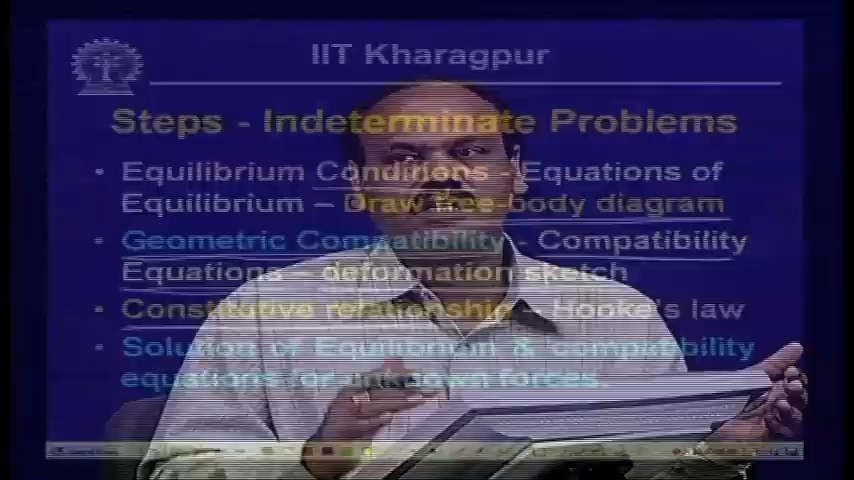 IIT Kharagpur
Steps - Indeterminate Problems
• Equilibrium Conditions - Equations of
Equilibrium – Draw free-body diagram
• Geometric Compatibility - Compatibility
Equations – deformation sketch
• Constitutive relationship – Hooke's law
• Solution of Equilibrium & compatibility
equations for unknown forces.